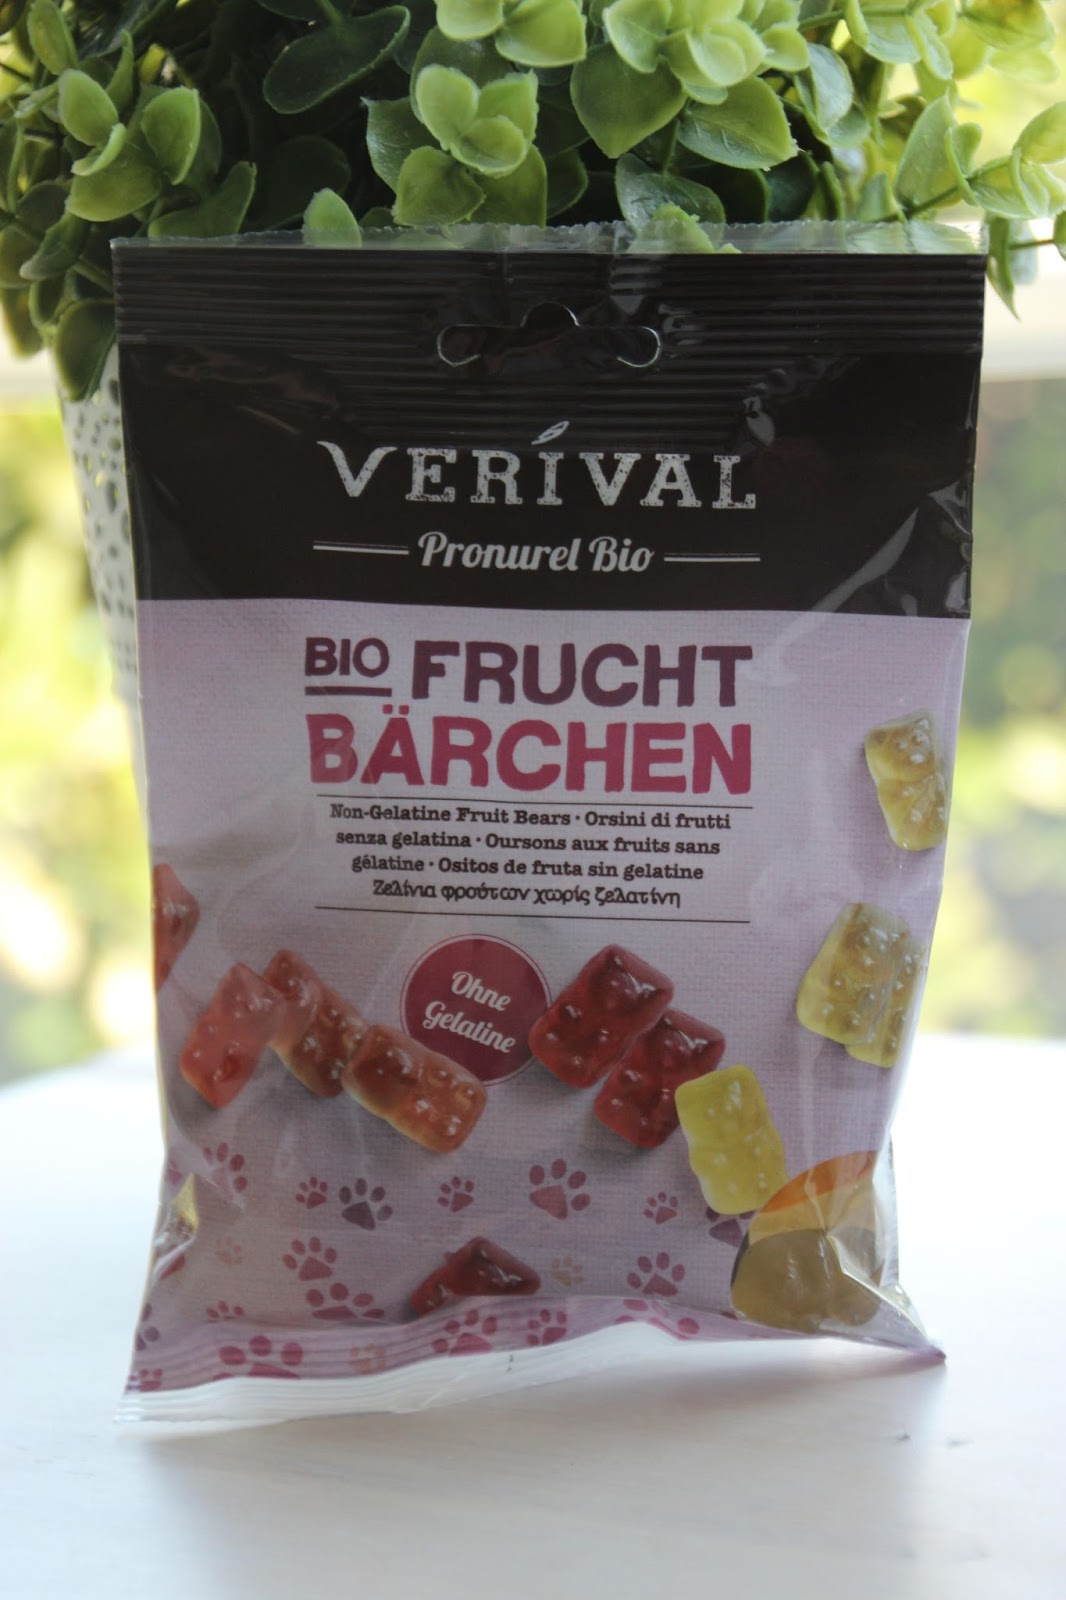 VERÍVAL
Pronurel Bio
BIO FRUCHT
BÄRCHEN
Non-Gelatine Fruit Bears · Orsini di frutti
senza gelatina · Oursons aux fruits sans
gélatine · Ositos de fruta sin gelatine
Ζελίνια φρούτων χωρίς ζελατίνη
Ohne
Gelatine